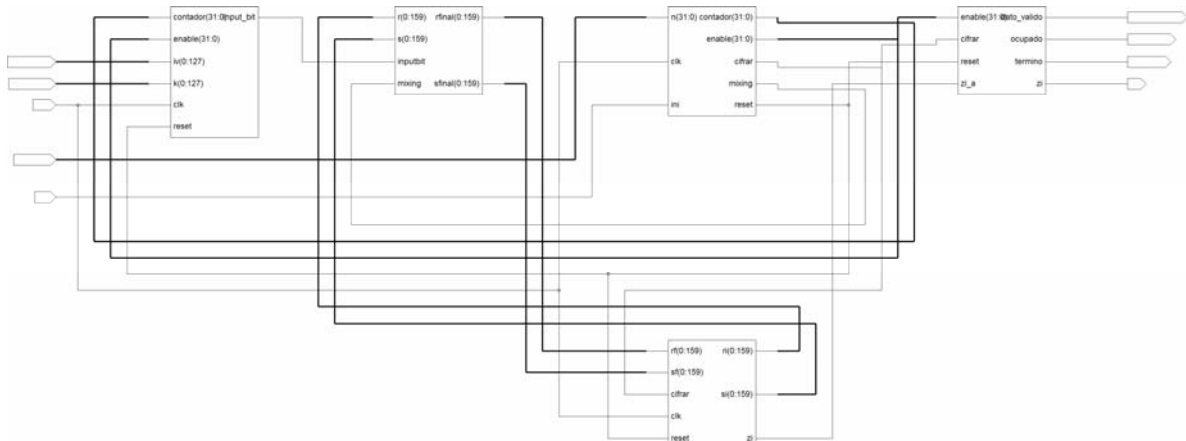 contador(31:0) input_bit
enable(31:0)
iv(0:127)
k(0:127)
clk
reset
r(0:159) rfinal(0:159)
s(0:159)
inputbit
mixing sfinal(0:159)
n(31:0) contador(31:0)
enable(31:0)
clk cifrar
mixing
ini reset
enable(31:0) dato_valido
cifrar ocupado
reset termino
zi_a zi
rf(0:159) ri(0:159)
sf(0:159)
cifrar si(0:159)
clk
reset zi